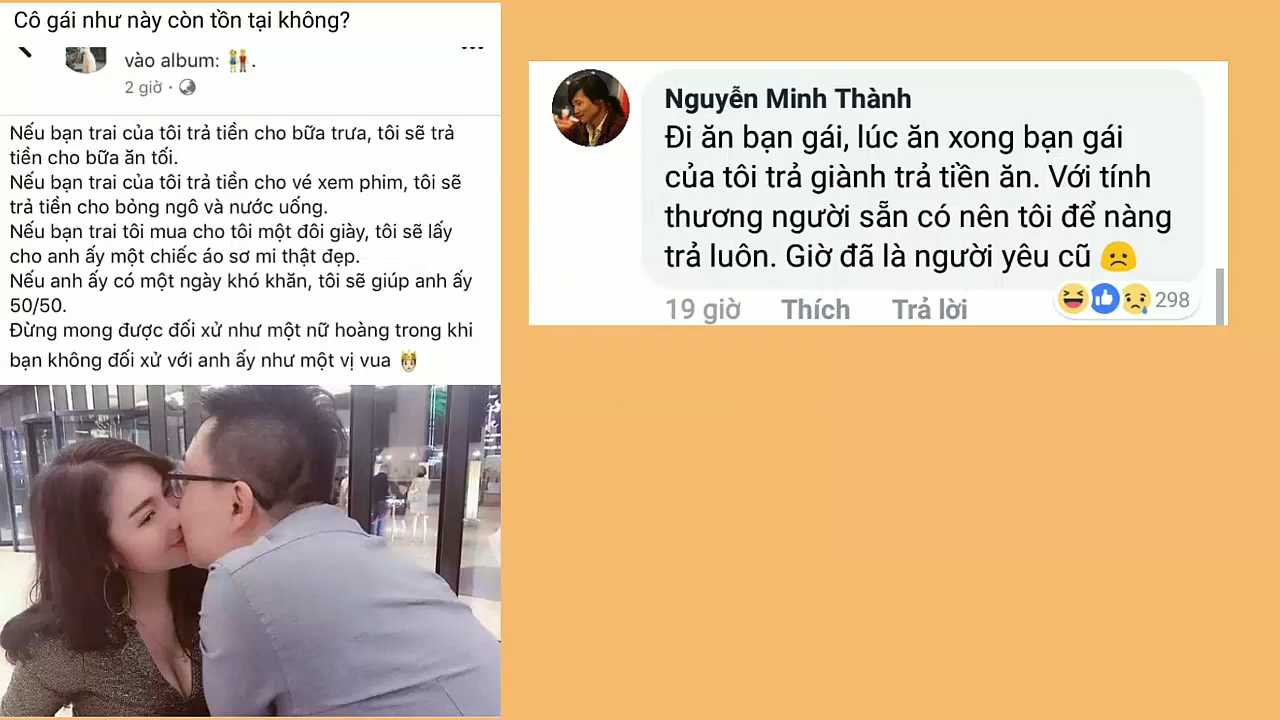 Cô gái như này còn tồn tại không?
vào album: 👫.
2 giờ ·
Nếu bạn trai của tôi trả tiền cho bữa trưa, tôi sẽ trả
tiền cho bữa ăn tối.
Nếu bạn trai của tôi trả tiền cho vé xem phim, tôi sẽ
trả tiền cho bỏng ngô và nước uống.
Nếu bạn trai tôi mua cho tôi một đôi giày, tôi sẽ lấy
cho anh ấy một chiếc áo sơ mi thật đẹp.
Nếu anh ấy có một ngày khó khăn, tôi sẽ giúp anh ấy
50/50.
Đừng mong được đối xử như một nữ hoàng trong khi
bạn không đối xử với anh ấy như một vị vua 🤴
Nguyễn Minh Thành
Đi ăn bạn gái, lúc ăn xong bạn gái
của tôi trả giành trả tiền ăn. Với tính
thương người sẵn có nên tôi để nàng
trả luôn. Giờ đã là người yêu cũ 🙁
19 giờ Thích Trả lời 298